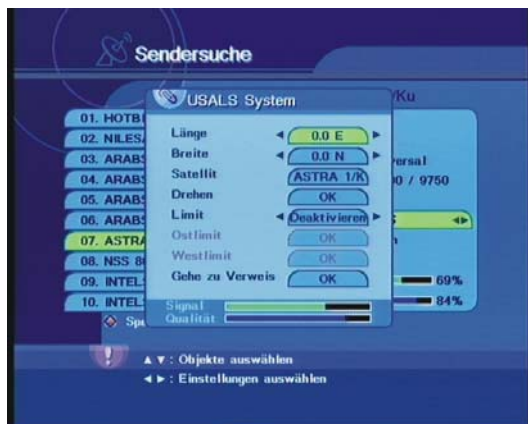 Sendersuche
USALS System
/Ku
01. HOTB
02. NILES
03. ARABS
04. ARABS
05. ARABS
06. ARABS
07. ASTRA
08. NSS 8
09. INTEL
10. INTEL
Länge 0.0 E
Breite 0.0 N
Satellit ASTRA 1/K
Drehen OK
Limit Deaktivieren
Ostlimit OK
Westlimit OK
Gehe zu Verweis OK
Signal
Qualität
ersal
0 / 9750
69%
84%
Spe
▲ ▼ : Objekte auswählen
◄ ► : Einstellungen auswählen